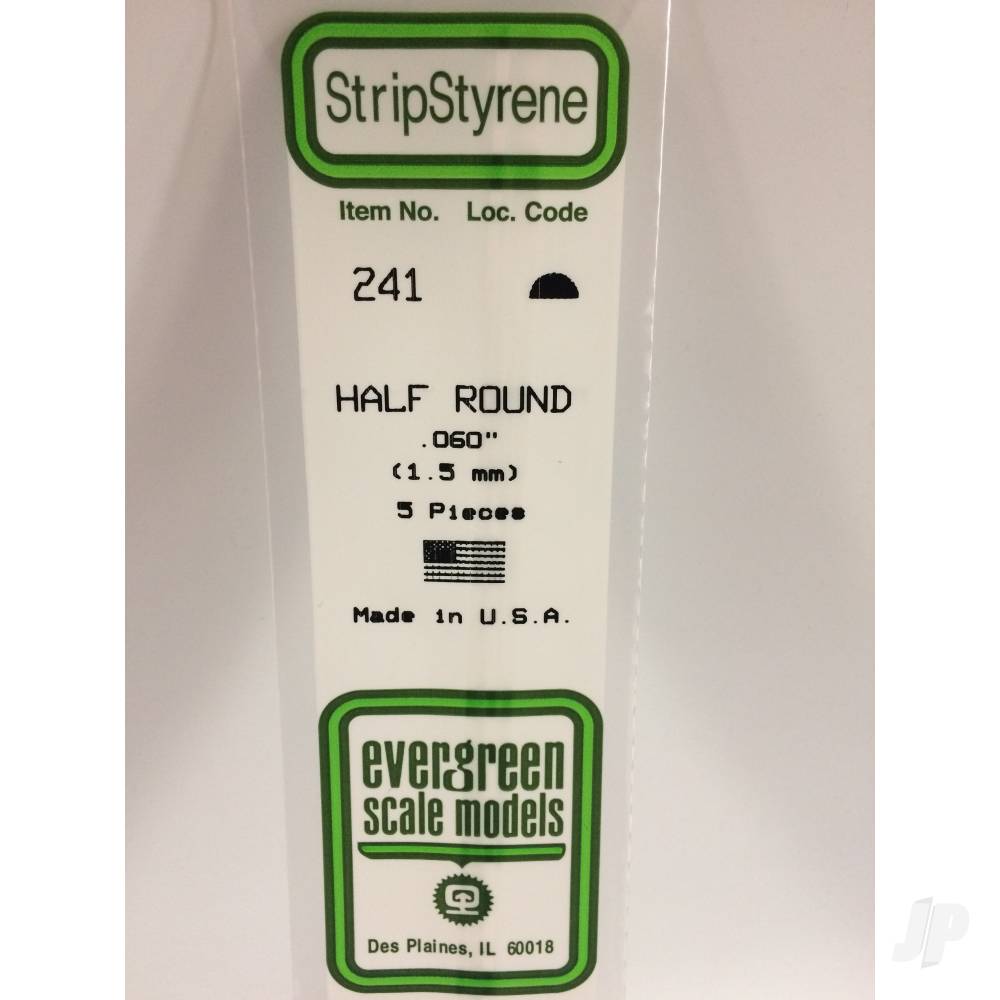 StripStyrene
Item No. Loc. Code
241
HALF ROUND
.060"
(1.5 mm)
5 Pieces
Made in U.S.A.
evergreen
scale models
Des Plaines, IL 60018
JP